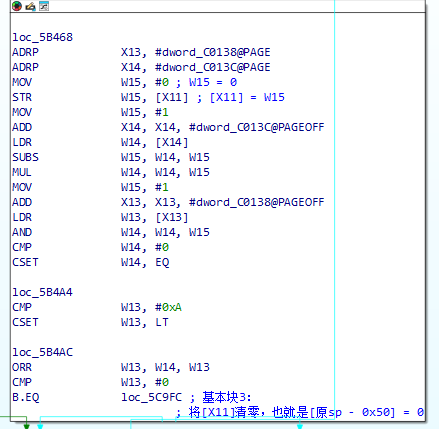 loc_5B468
ADRP X13, #dword_C0138@PAGE
ADRP X14, #dword_C013C@PAGE
MOV W15, #0 ; W15 = 0
STR W15, [X11] ; [X11] = W15
MOV W15, #1
ADD X14, X14, #dword_C013C@PAGEOFF
LDR W14, [X14]
SUBS W15, W14, W15
MUL W14, W14, W15
MOV W15, #1
ADD X13, X13, #dword_C0138@PAGEOFF
LDR W13, [X13]
AND W14, W14, W15
CMP W14, #0
CSET W14, EQ
loc_5B4A4
CMP W13, #0xA
CSET W13, LT
loc_5B4AC
ORR W13, W14, W13
CMP W13, #0
B.EQ loc_5C9FC ; 基本块3:
; 将[X11]清零，也就是[原sp - 0x50] = 0